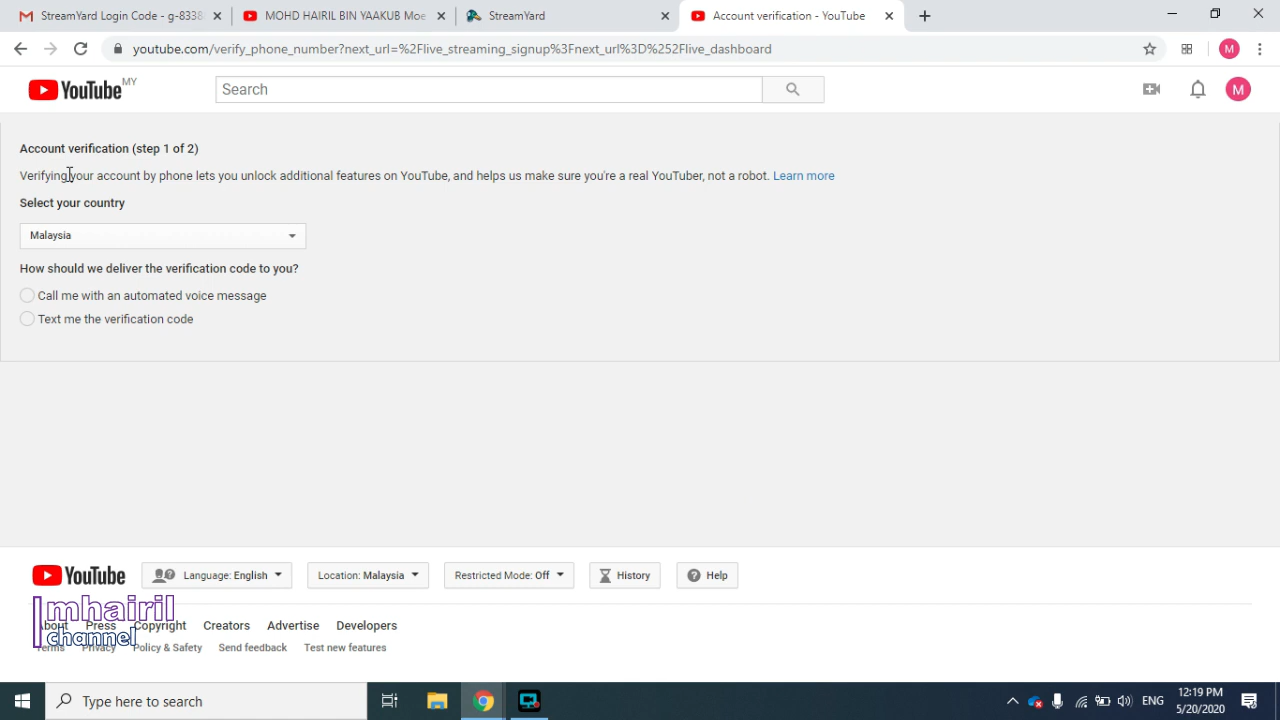 StreamYard Login Code - g-8338
MOHD HAIRIL BIN YAAKUB Moe
StreamYard
Account verification - YouTube
youtube.com/verify_phone_number?next_url=%2Flive_streaming_signup%3Fnext_url%3D%252Flive_dashboard
M
YouTube MY
Search
M
Account verification (step 1 of 2)
Verifying your account by phone lets you unlock additional features on YouTube, and helps us make sure you're a real YouTuber, not a robot. Learn more
Select your country
Malaysia
How should we deliver the verification code to you?
Call me with an automated voice message
Text me the verification code
YouTube
Language: English
Location: Malaysia
Restricted Mode: Off
History
Help
mhairil
channel
About Press Copyright Creators Advertise Developers
Terms Privacy Policy & Safety Send feedback Test new features
Type here to search
ENG
12:19 PM
5/20/2020